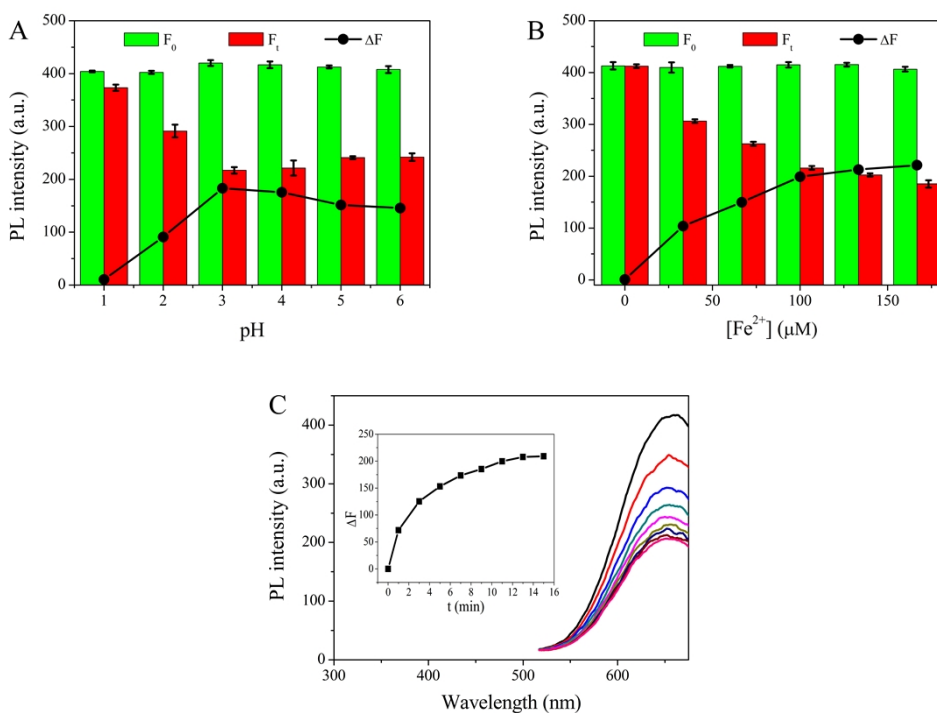 A
F₀ Fₜ ΔF
500
400
300
200
100
0
PL intensity (a.u.)
1 2 3 4 5 6
pH
B
F₀ Fₜ ΔF
500
400
300
200
100
0
PL intensity (a.u.)
0 50 100 150
[Fe²⁺] (μM)
C
400
300
200
100
0
PL intensity (a.u.)
250
200
150
100
50
0
ΔF
0 2 4 6 8 10 12 14 16
t (min)
300 400 500 600
Wavelength (nm)